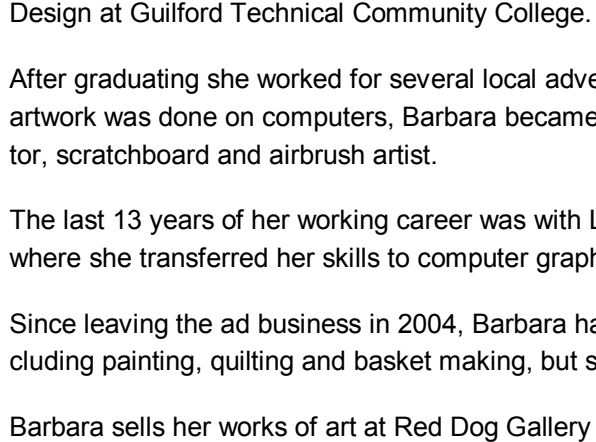 Design at Guilford Technical Community College.
After graduating she worked for several local adve
artwork was done on computers, Barbara became
tor, scratchboard and airbrush artist.
The last 13 years of her working career was with L
where she transferred her skills to computer graph
Since leaving the ad business in 2004, Barbara ha
cluding painting, quilting and basket making, but s
Barbara sells her works of art at Red Dog Gallery